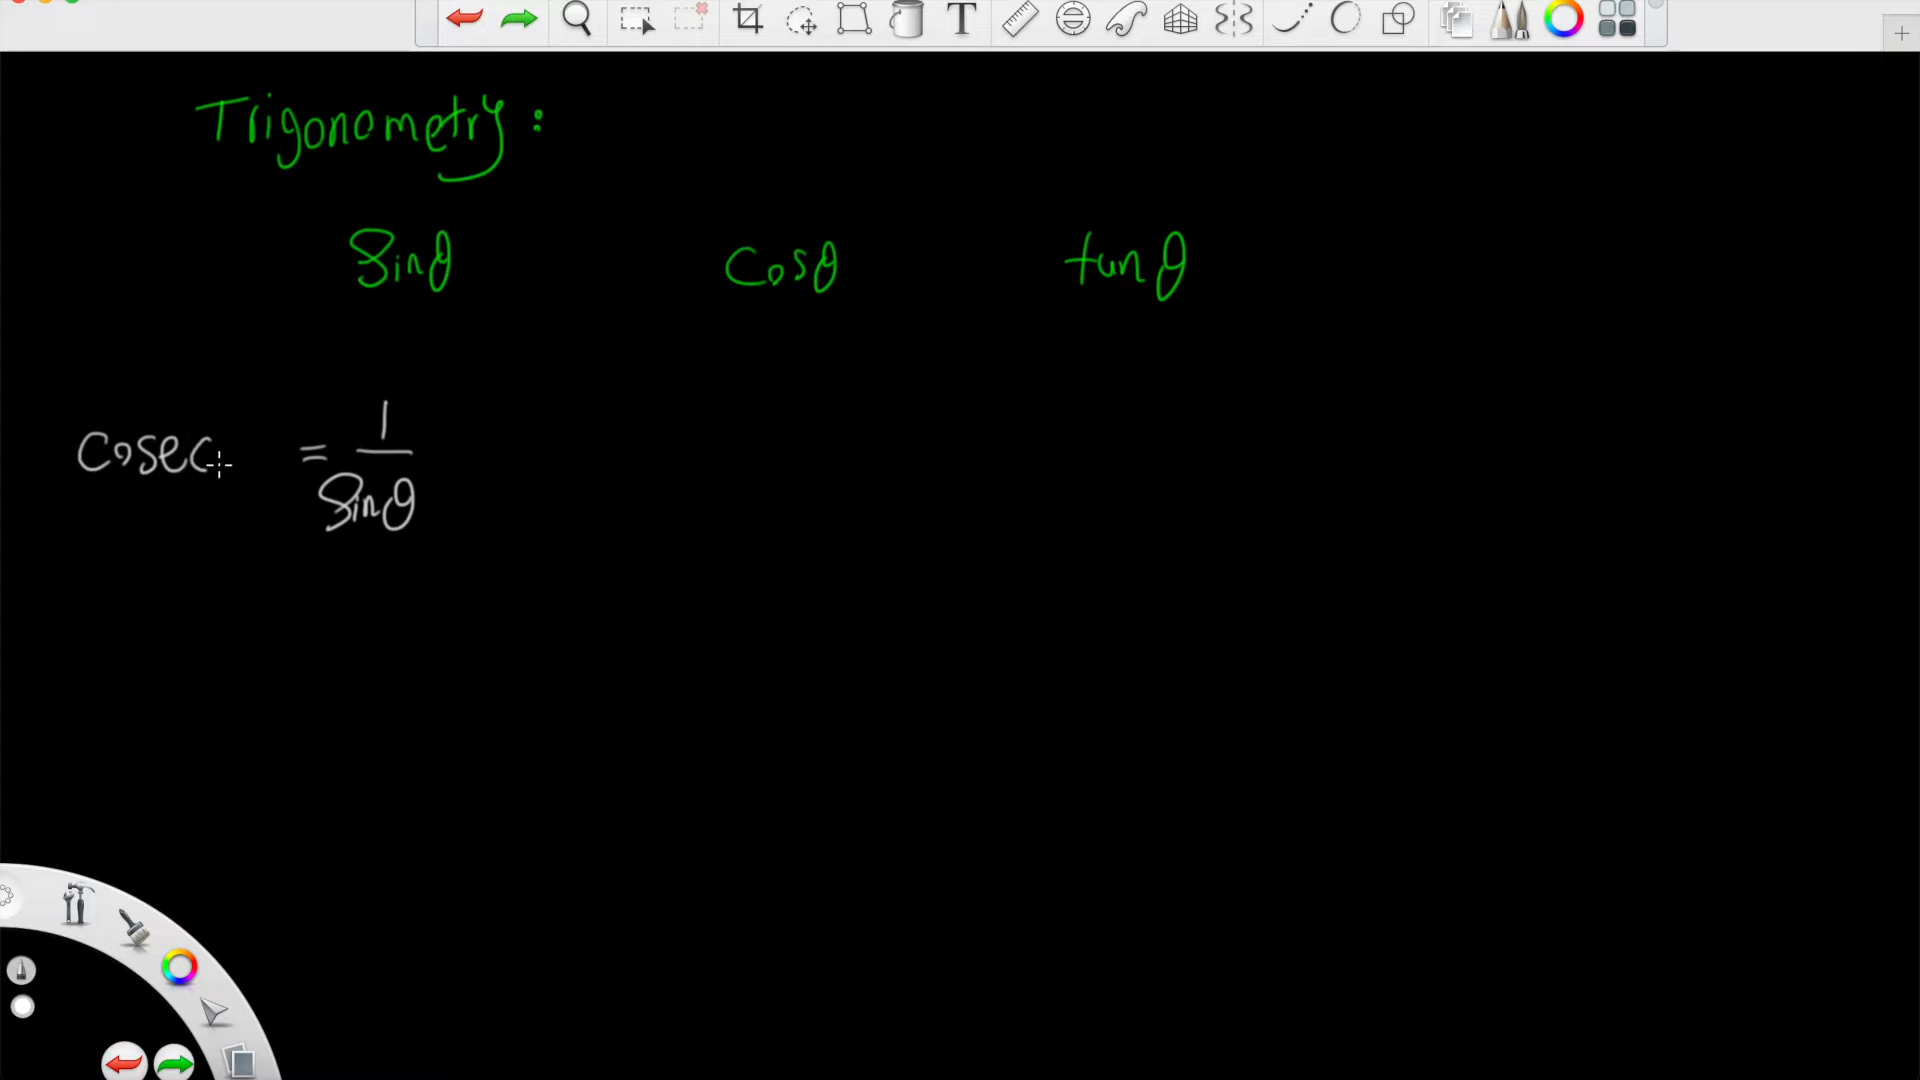 Trigonometry :
Sinθ cosθ tanθ
cosec = 1/Sinθ